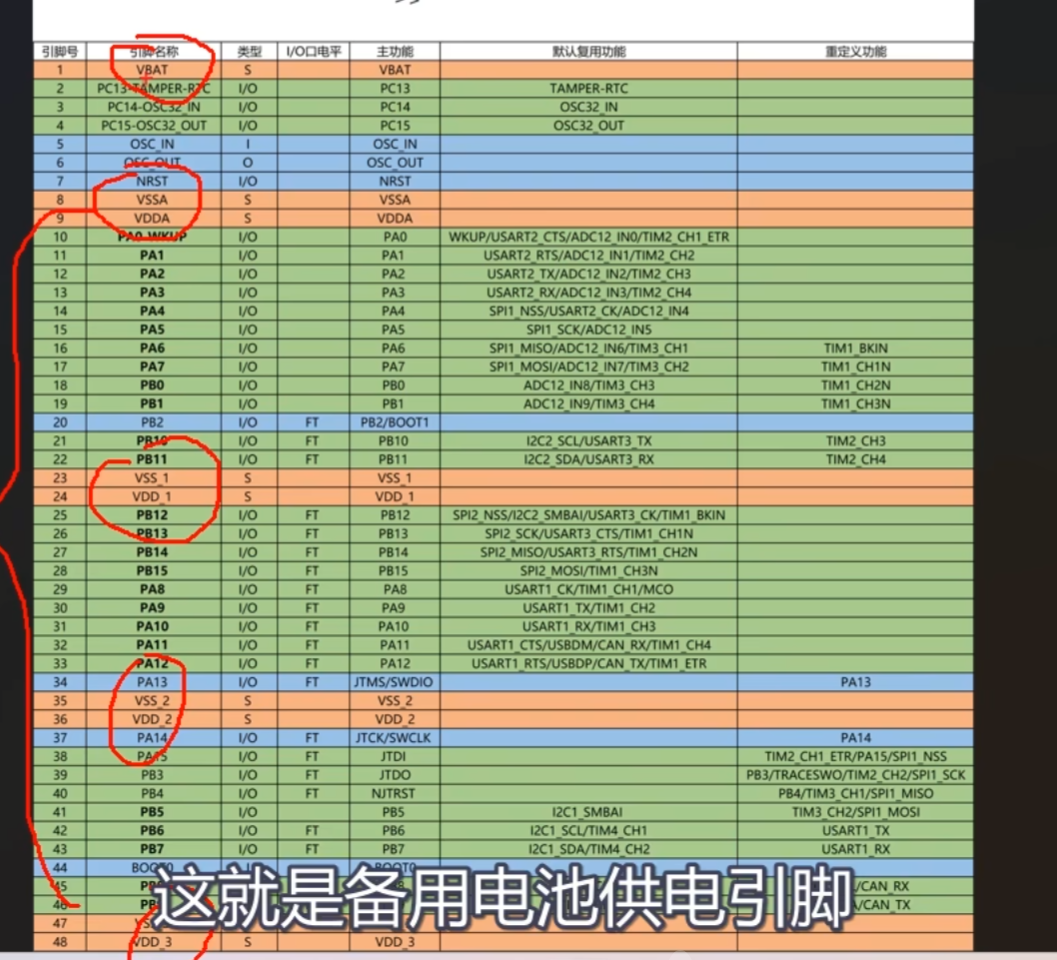 引脚号 引脚名称 类型 I/O口电平 主功能 默认复用功能 重定义功能
1 VBAT S VBAT
2 PC13-TAMPER-RTC I/O PC13 TAMPER-RTC
3 PC14-OSC32_IN I/O PC14 OSC32_IN
4 PC15-OSC32_OUT I/O PC15 OSC32_OUT
5 OSC_IN I OSC_IN
6 OSC_OUT O OSC_OUT
7 NRST I/O NRST
8 VSSA S VSSA
9 VDDA S VDDA
10 PA0-WKUP I/O PA0 WKUP/USART2_CTS/ADC12_IN0/TIM2_CH1_ETR
11 PA1 I/O PA1 USART2_RTS/ADC12_IN1/TIM2_CH2
12 PA2 I/O PA2 USART2_TX/ADC12_IN2/TIM2_CH3
13 PA3 I/O PA3 USART2_RX/ADC12_IN3/TIM2_CH4
14 PA4 I/O PA4 SPI1_NSS/USART2_CK/ADC12_IN4
15 PA5 I/O PA5 SPI1_SCK/ADC12_IN5
16 PA6 I/O PA6 SPI1_MISO/ADC12_IN6/TIM3_CH1 TIM1_BKIN
17 PA7 I/O PA7 SPI1_MOSI/ADC12_IN7/TIM3_CH2 TIM1_CH1N
18 PB0 I/O PB0 ADC12_IN8/TIM3_CH3 TIM1_CH2N
19 PB1 I/O PB1 ADC12_IN9/TIM3_CH4 TIM1_CH3N
20 PB2 I/O FT PB2/BOOT1
21 PB10 I/O FT PB10 I2C2_SCL/USART3_TX TIM2_CH3
22 PB11 I/O FT PB11 I2C2_SDA/USART3_RX TIM2_CH4
23 VSS_1 S VSS_1
24 VDD_1 S VDD_1
25 PB12 I/O FT PB12 SPI2_NSS/I2C2_SMBAI/USART3_CK/TIM1_BKIN
26 PB13 I/O FT PB13 SPI2_SCK/USART3_CTS/TIM1_CH1N
27 PB14 I/O FT PB14 SPI2_MISO/USART3_RTS/TIM1_CH2N
28 PB15 I/O FT PB15 SPI2_MOSI/TIM1_CH3N
29 PA8 I/O FT PA8 USART1_CK/TIM1_CH1/MCO
30 PA9 I/O FT PA9 USART1_TX/TIM1_CH2
31 PA10 I/O FT PA10 USART1_RX/TIM1_CH3
32 PA11 I/O FT PA11 USART1_CTS/USBDM/CAN_RX/TIM1_CH4
33 PA12 I/O FT PA12 USART1_RTS/USBDP/CAN_TX/TIM1_ETR
34 PA13 I/O FT JTMS/SWDIO PA13
35 VSS_2 S VSS_2
36 VDD_2 S VDD_2
37 PA14 I/O FT JTCK/SWCLK PA14
38 PA15 I/O FT JTDI TIM2_CH1_ETR/PA15/SPI1_NSS
39 PB3 I/O FT JTDO PB3/TRACESWO/TIM2_CH2/SPI1_SCK
40 PB4 I/O FT NJTRST PB4/TIM3_CH1/SPI1_MISO
41 PB5 I/O PB5 I2C1_SMBAI TIM3_CH2/SPI1_MOSI
42 PB6 I/O FT PB6 I2C1_SCL/TIM4_CH1 USART1_TX
43 PB7 I/O FT PB7 I2C1_SDA/TIM4_CH2 USART1_RX
44 BOOT0 BOOT0
45 /CAN_RX
这就是备用电池供电引脚
46 /CAN_TX
47
48 VDD_3 S VDD_3